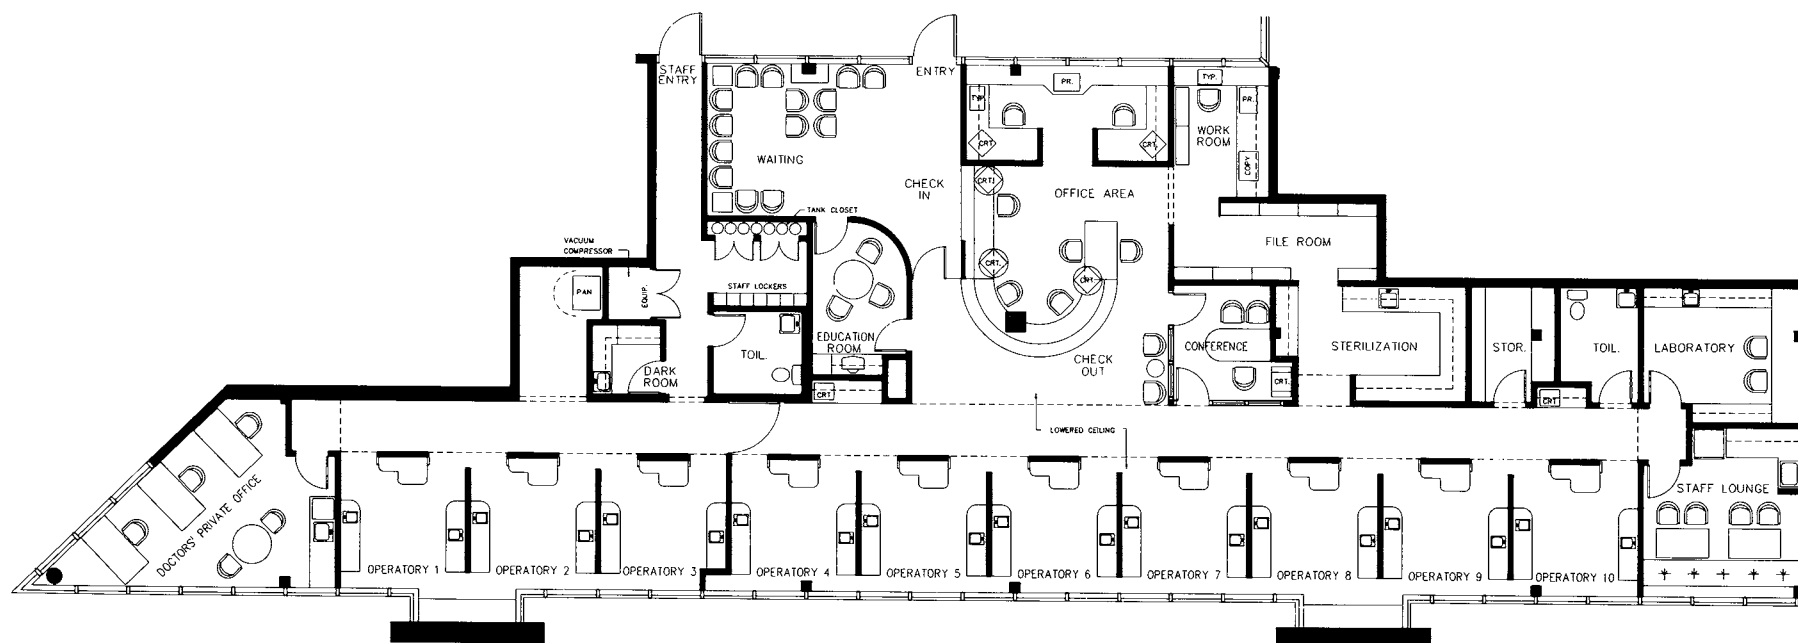 STAFF
ENTRY
ENTRY
PR.
TYP.
TYP.
PR.
CRT.
CRT.
WORK
ROOM
COPY
WAITING
CHECK
IN
CRT.
OFFICE AREA
TANK CLOSET
VACUUM
COMPRESSOR
FILE ROOM
CRT.
CRT.
PAN
EQUIP.
STAFF LOCKERS
EDUCATION
ROOM
TOIL.
DARK
ROOM
CRT
CHECK
OUT
CONFERENCE
CRT.
STERILIZATION
STOR.
TOIL.
LABORATORY
CRT
LOWERED CEILING
DOCTORS' PRIVATE OFFICE
STAFF LOUNGE
OPERATORY 1
OPERATORY 2
OPERATORY 3
OPERATORY 4
OPERATORY 5
OPERATORY 6
OPERATORY 7
OPERATORY 8
OPERATORY 9
OPERATORY 10